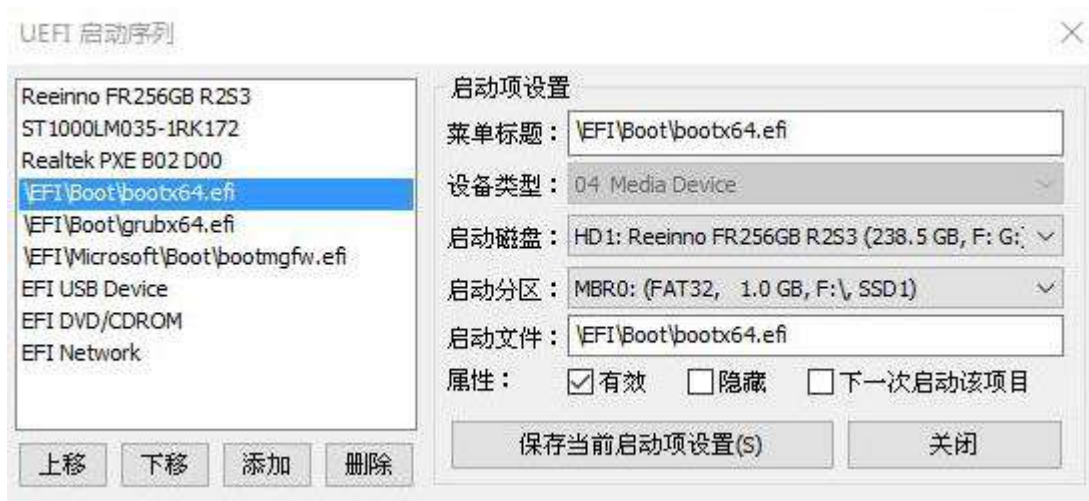 UEFI 启动序列
Reeinno FR256GB R2S3
ST1000LM035-1RK172
Realtek PXE B02 D00
\EFI\Boot\bootx64.efi
\EFI\Boot\grubx64.efi
\EFI\Microsoft\Boot\bootmgfw.efi
EFI USB Device
EFI DVD/CDROM
EFI Network
上移
下移
添加
删除
启动项设置
菜单标题： \EFI\Boot\bootx64.efi
设备类型： 04 Media Device
启动磁盘： HD1: Reeinno FR256GB R2S3 (238.5 GB, F: G:
启动分区： MBR0: (FAT32, 1.0 GB, F:\, SSD1)
启动文件： \EFI\Boot\bootx64.efi
属性： 有效 隐藏 下一次启动该项目
保存当前启动项设置(S)
关闭